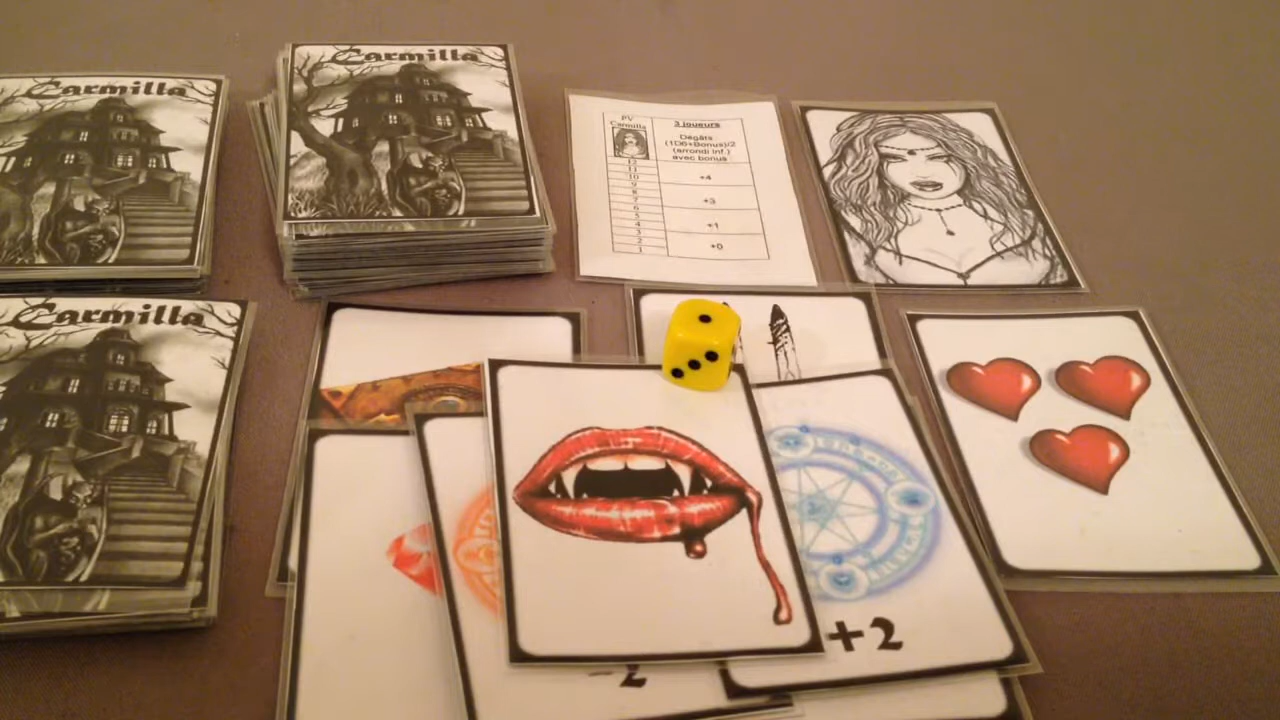 Carmilla
Carmilla
PV
Carmilla
3 joueurs
Dégâts
(1D6+Bonus)/2
(arrondi inf.)
avec bonus
12
11
10
9
8
7
6
5
4
3
2
1
+4
+3
+1
+0
Carmilla
-2
+2